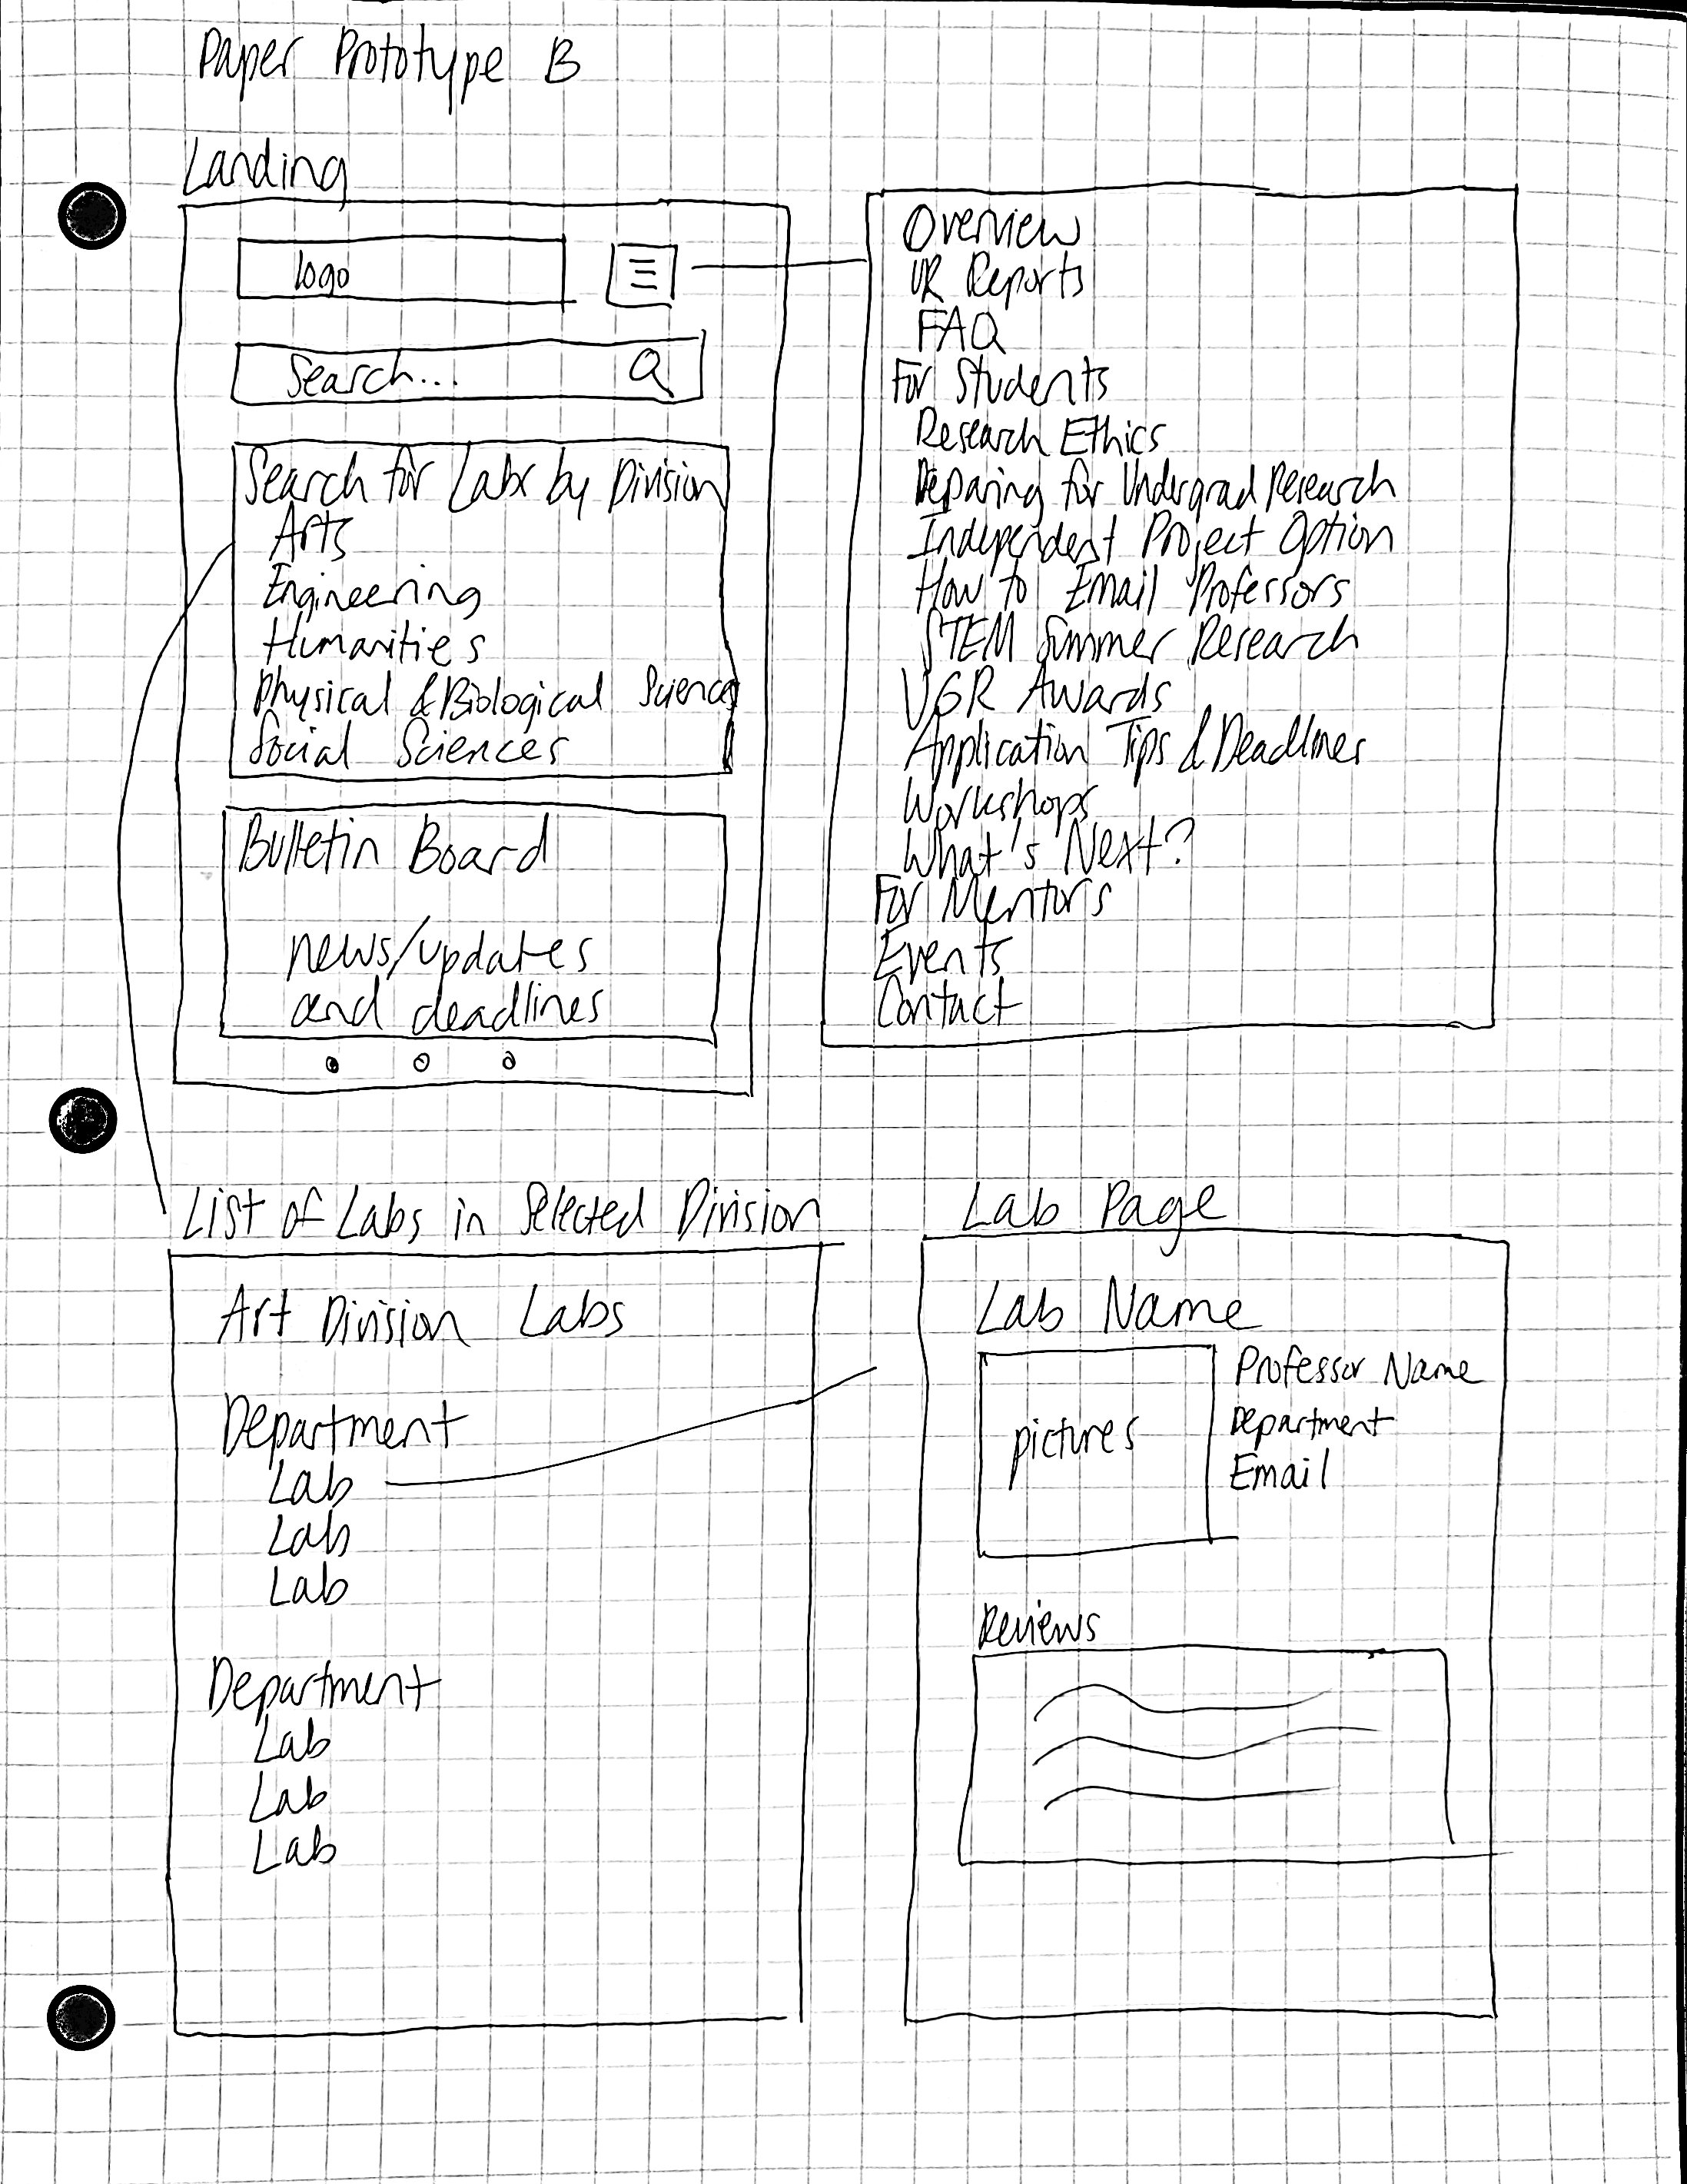 Paper Prototype B
Landing
logo
Search...
Search for Labs by Division
Arts
Engineering
Humanities
Physical & Biological Sciences
Social Sciences
Bulletin Board
news/updates
and deadlines
Overview
UR Reports
FAQ
For Students
Research Ethics
Preparing for Undergrad Research
Independent Project Option
How to Email Professors
STEM Summer Research
UGR Awards
Application Tips & Deadlines
Workshops
What's Next?
For Mentors
Events
Contact
List of Labs in Selected Division
Art Division Labs
Department
Lab
Lab
Lab
Department
Lab
Lab
Lab
Lab Page
Lab Name
pictures
Professor Name
Department
Email
Reviews